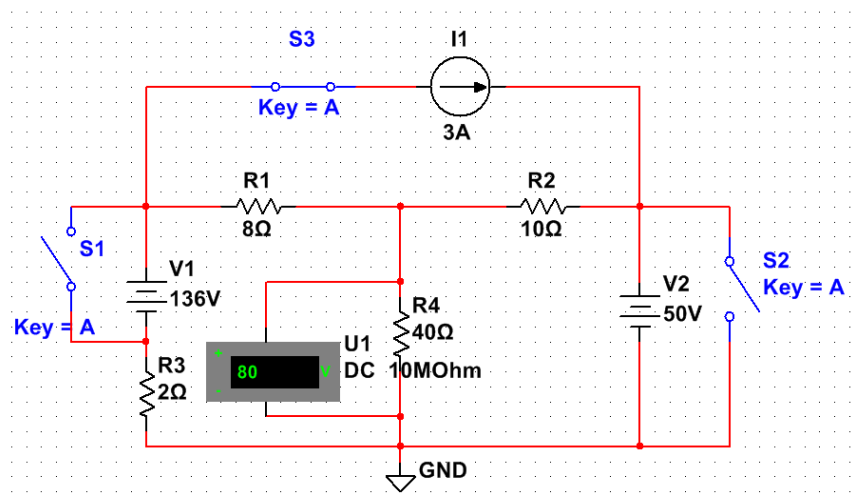 S3
I1
Key = A
3A
R1
8Ω
R2
10Ω
S1
Key = A
V1
136V
R3
2Ω
+
80
V
-
U1
DC 10MOhm
R4
40Ω
V2
50V
S2
Key = A
GND